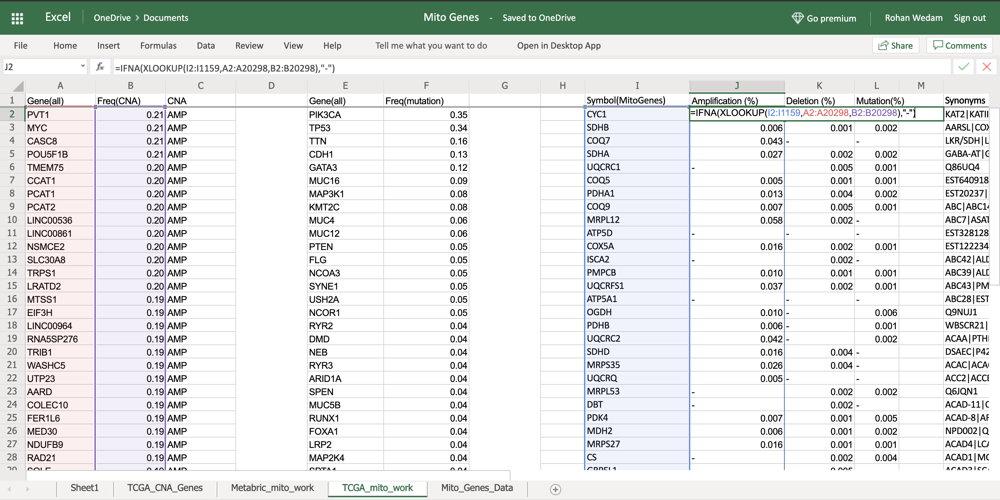 Excel OneDrive > Documents Mito Genes - Saved to OneDrive Go premium Rohan Wedam Sign out
File Home Insert Formulas Data Review View Help Tell me what you want to do Open in Desktop App Share Comments
J2 fx =IFNA(XLOOKUP(I2:I1159,A2:A20298,B2:B20298),"-")
A B C D E F G H I J K L M
1 Gene(all) Freq(CNA) CNA Gene(all) Freq(mutation) Symbol(MitoGenes) Amplification (%) Deletion (%) Mutation(%) Synonyms
2 PVT1 0.21 AMP PIK3CA 0.35 CYC1 =IFNA(XLOOKUP(I2:I1159,A2:A20298,B2:B20298),"-") KAT2|KATII
3 MYC 0.21 AMP TP53 0.34 SDHB 0.006 0.001 0.002 AARSL|COX
4 CASC8 0.21 AMP TTN 0.16 COQ7 0.043 - - LKR/SDH|L
5 POU5F1B 0.21 AMP CDH1 0.13 SDHA 0.027 0.002 0.002 GABA-AT|G
6 TMEM75 0.20 AMP GATA3 0.12 UQCRC1 - 0.005 0.001 Q86UQ4
7 CCAT1 0.20 AMP MUC16 0.09 COQ5 0.005 0.001 0.001 EST640918
8 PCAT1 0.20 AMP MAP3K1 0.08 PDHA1 0.013 0.004 0.002 EST20237|
9 PCAT2 0.20 AMP KMT2C 0.08 COQ9 0.007 0.005 0.001 ABC|ABC14
10 LINC00536 0.20 AMP MUC4 0.06 MRPL12 0.058 0.002 - ABC7|ASAT
11 LINC00861 0.20 AMP MUC12 0.06 ATP5D - - - EST328128
12 NSMCE2 0.20 AMP PTEN 0.05 COX5A 0.016 0.002 0.001 EST122234
13 SLC30A8 0.20 AMP FLG 0.05 ISCA2 - 0.002 - ABC42|ALD
14 TRPS1 0.20 AMP NCOA3 0.05 PMPCB 0.010 0.001 0.001 ABC39|ALD
15 LRATD2 0.20 AMP SYNE1 0.05 UQCRFS1 0.037 0.002 0.001 ABC43|PM
16 MTSS1 0.19 AMP USH2A 0.05 ATP5A1 - - - ABC28|EST
17 EIF3H 0.19 AMP NCOR1 0.05 OGDH 0.010 - 0.006 Q9NUJ1
18 LINC00964 0.19 AMP RYR2 0.04 PDHB 0.006 - 0.001 WBSCR21|
19 RNA5SP276 0.19 AMP DMD 0.04 UQCRC2 0.042 - 0.002 ACAA|PTH
20 TRIB1 0.19 AMP NEB 0.04 SDHD 0.016 0.004 - DSAEC|P42
21 WASHC5 0.19 AMP RYR3 0.04 MRPS35 0.026 0.004 - ACAC|ACA
22 UTP23 0.19 AMP ARID1A 0.04 UQCRQ 0.005 - - ACC2|ACCB
23 AARD 0.19 AMP SPEN 0.04 MRPL53 - 0.002 0.002 Q6JQN1
24 COLEC10 0.19 AMP MUC5B 0.04 DBT - 0.002 - ACAD-11|
25 FER1L6 0.19 AMP RUNX1 0.04 PDK4 0.007 0.001 0.005 ACAD-8|AR
26 MED30 0.19 AMP FOXA1 0.04 MDH2 0.006 0.001 0.002 NPD002|Q
27 NDUFB9 0.19 AMP LRP2 0.04 MRPS27 0.016 0.001 0.001 ACAD4|LCA
28 RAD21 0.19 AMP MAP2K4 0.04 CS - 0.002 0.004 ACAD1|MC
Sheet1 TCGA_CNA_Genes Metabric_mito_work TCGA_mito_work Mito_Genes_Data